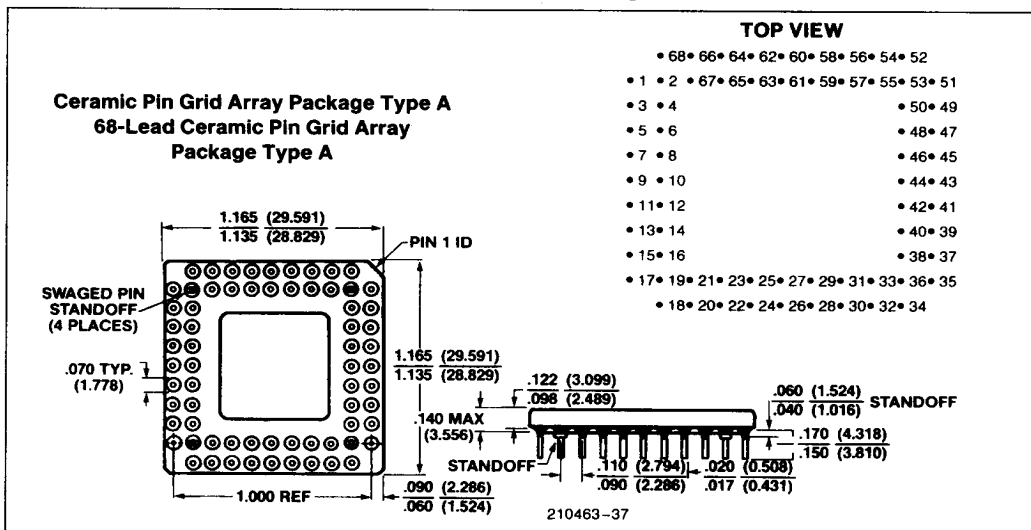 TOP VIEW
• 68• 66• 64• 62• 60• 58• 56• 54• 52
• 1 • 2 • 67• 65• 63• 61• 59• 57• 55• 53• 51
• 3 • 4 • 50• 49
• 5 • 6 • 48• 47
• 7 • 8 • 46• 45
• 9 • 10 • 44• 43
• 11• 12 • 42• 41
• 13• 14 • 40• 39
• 15• 16 • 38• 37
• 17• 19• 21• 23• 25• 27• 29• 31• 33• 36• 35
• 18• 20• 22• 24• 26• 28• 30• 32• 34
Ceramic Pin Grid Array Package Type A
68-Lead Ceramic Pin Grid Array
Package Type A
1.165 (29.591)
1.135 (28.829)
PIN 1 ID
SWAGED PIN
STANDOFF
(4 PLACES)
.070 TYP.
(1.778)
1.165 (29.591)
1.135 (28.829)
1.000 REF
.090 (2.286)
.060 (1.524)
.122 (3.099)
.098 (2.489)
.140 MAX
(3.556)
STANDOFF
.110 (2.794)
.090 (2.286)
.020 (0.508)
.017 (0.431)
.060 (1.524)
.040 (1.016)
STANDOFF
.170 (4.318)
.150 (3.810)
210463-37